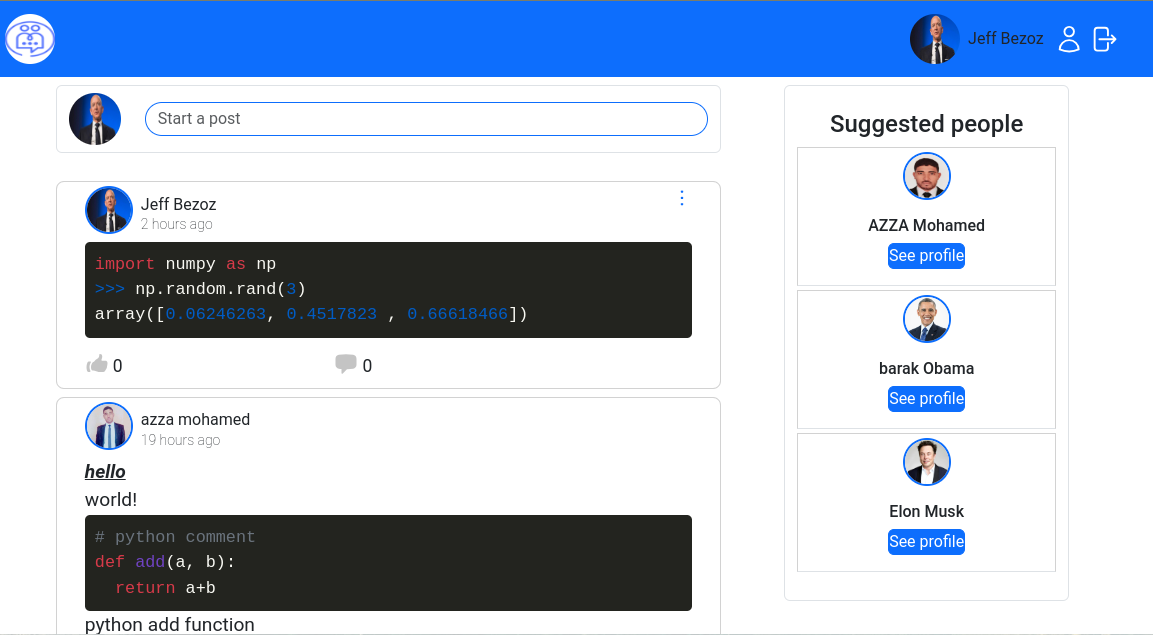 Jeff Bezoz
Start a post
Jeff Bezoz
2 hours ago
import numpy as np
>>> np.random.rand(3)
array([0.06246263, 0.4517823 , 0.66618466])
0
0
azza mohamed
19 hours ago
hello
world!
# python comment
def add(a, b):
  return a+b
python add function
Suggested people
AZZA Mohamed
See profile
barak Obama
See profile
Elon Musk
See profile